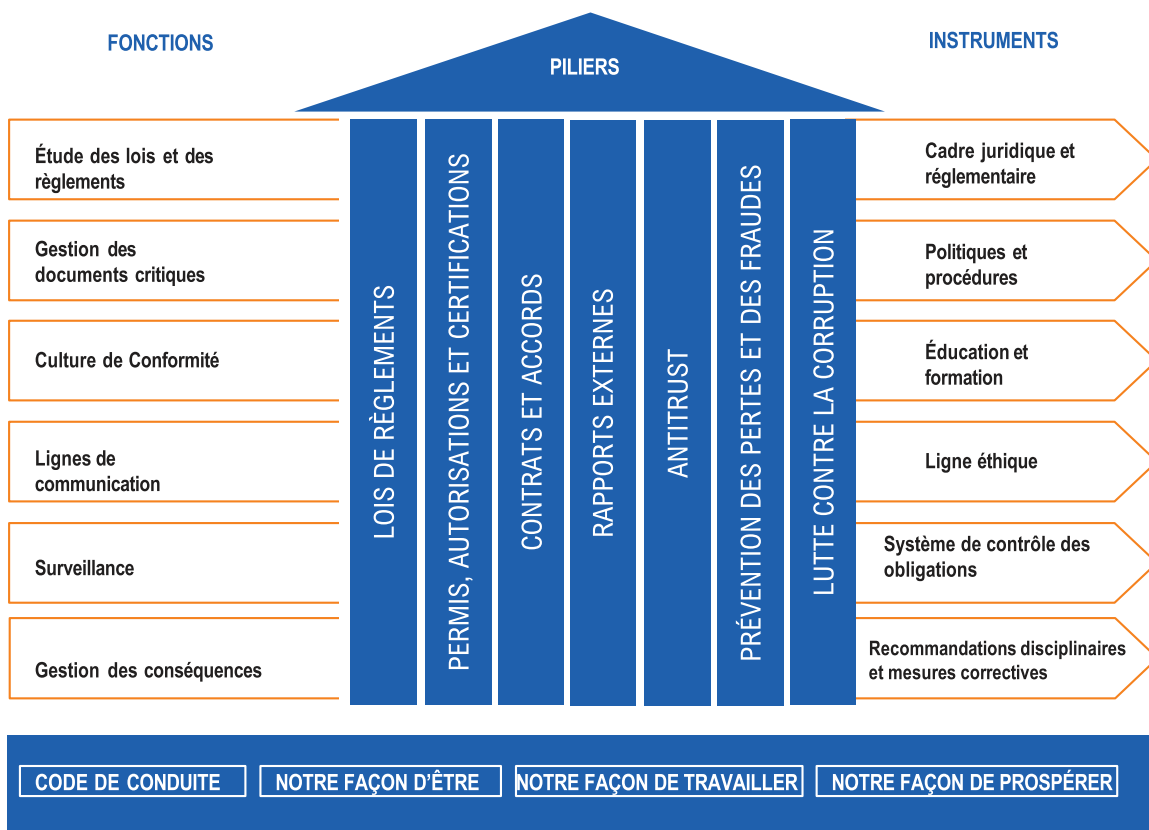 FONCTIONS
PILIERS
INSTRUMENTS
Étude des lois et des
règlements
Gestion des
documents critiques
Culture de Conformité
Lignes de
communication
Surveillance
Gestion des conséquences
LOIS DE RÈGLEMENTS
PERMIS, AUTORISATIONS ET CERTIFICATIONS
CONTRATS ET ACCORDS
RAPPORTS EXTERNES
ANTITRUST
PRÉVENTION DES PERTES ET DES FRAUDES
LUTTE CONTRE LA CORRUPTION
Cadre juridique et
réglementaire
Politiques et
procédures
Éducation et
formation
Ligne éthique
Système de contrôle des
obligations
Recommandations disciplinaires
et mesures correctives
CODE DE CONDUITE
NOTRE FAÇON D'ÊTRE
NOTRE FAÇON DE TRAVAILLER
NOTRE FAÇON DE PROSPÉRER